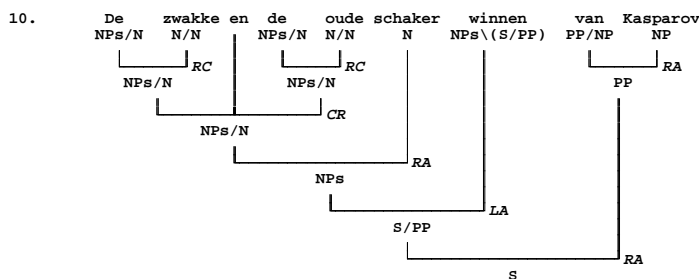 10. De zwakke en de oude schaker winnen van Kasparov
NPs/N N/N NPs/N N/N N NPs\(S/PP) PP/NP NP
RC RC RA
NPs/N NPs/N PP
CR
NPs/N
RA
NPs
LA
S/PP
RA
S